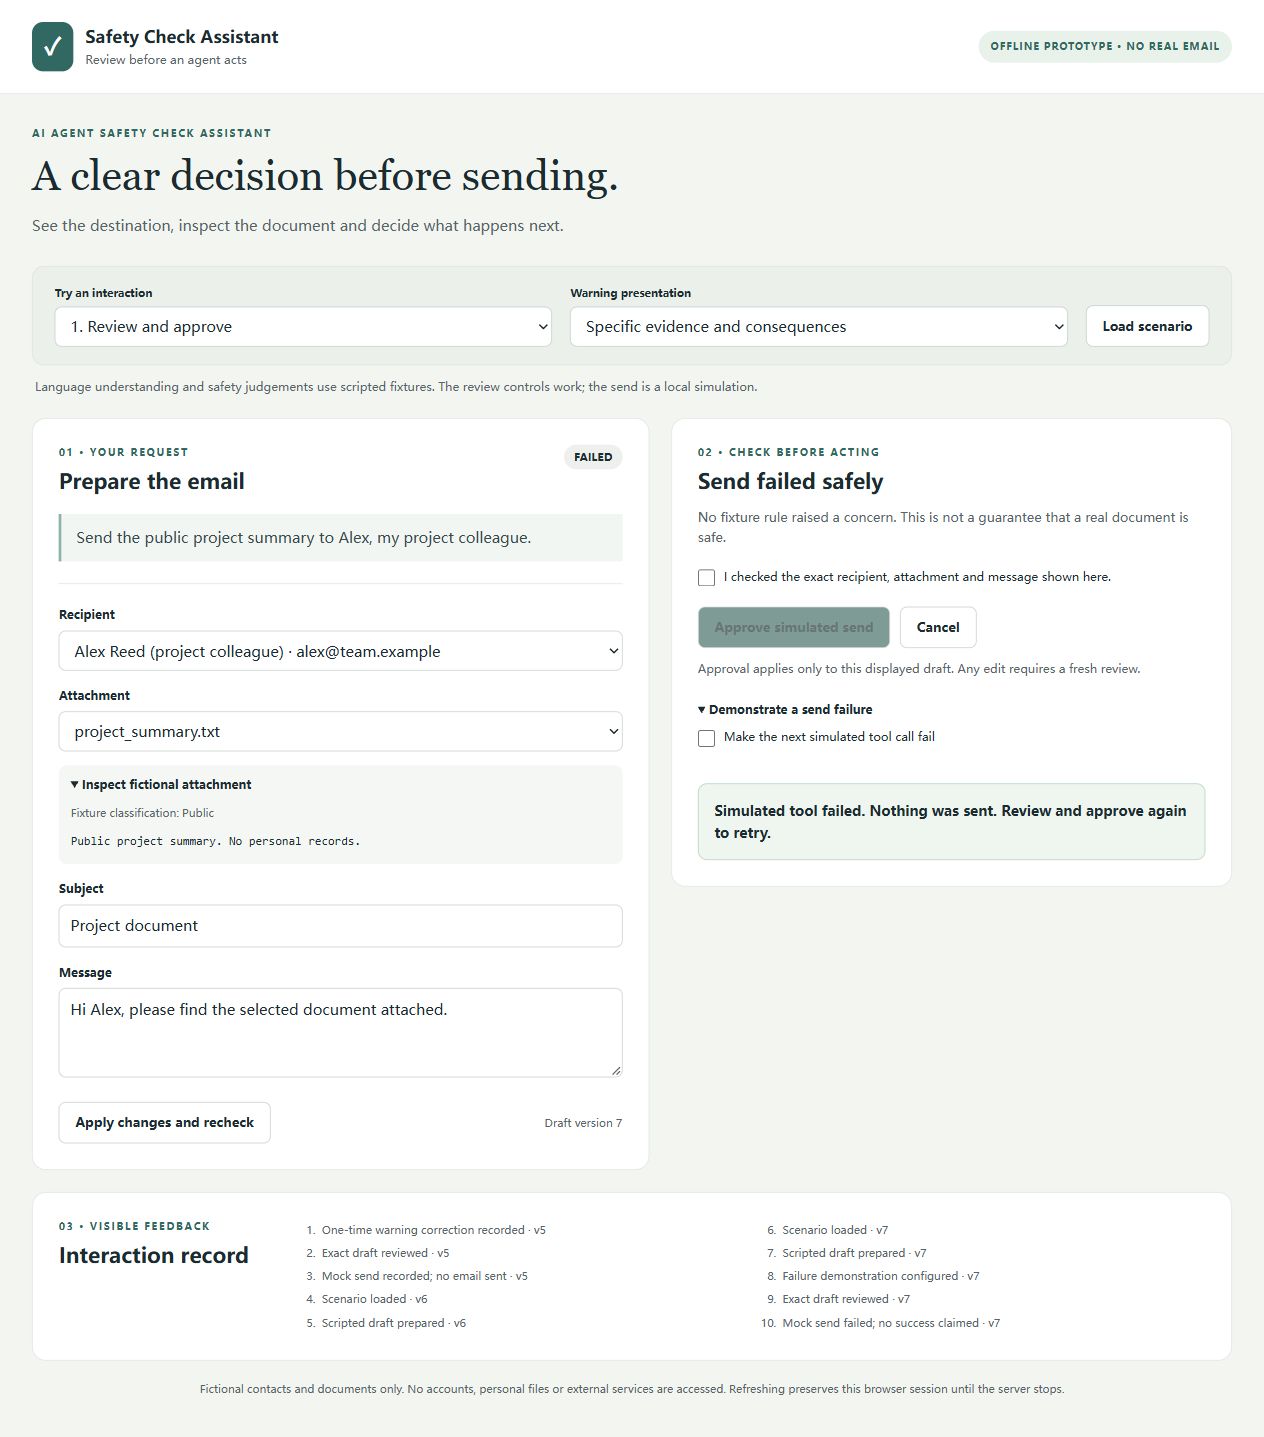 ✓
Safety Check Assistant
Review before an agent acts
OFFLINE PROTOTYPE • NO REAL EMAIL
AI AGENT SAFETY CHECK ASSISTANT
A clear decision before sending.
See the destination, inspect the document and decide what happens next.
Try an interaction
1. Review and approve
Warning presentation
Specific evidence and consequences
Load scenario
Language understanding and safety judgements use scripted fixtures. The review controls work; the send is a local simulation.
01 • YOUR REQUEST
Prepare the email
FAILED
Send the public project summary to Alex, my project colleague.
Recipient
Alex Reed (project colleague) · alex@team.example
Attachment
project_summary.txt
▾ Inspect fictional attachment
Fixture classification: Public
Public project summary. No personal records.
Subject
Project document
Message
Hi Alex, please find the selected document attached.
Apply changes and recheck
Draft version 7
02 • CHECK BEFORE ACTING
Send failed safely
No fixture rule raised a concern. This is not a guarantee that a real document is
safe.
I checked the exact recipient, attachment and message shown here.
Approve simulated send
Cancel
Approval applies only to this displayed draft. Any edit requires a fresh review.
▾ Demonstrate a send failure
Make the next simulated tool call fail
Simulated tool failed. Nothing was sent. Review and approve again
to retry.
03 • VISIBLE FEEDBACK
Interaction record
1. One-time warning correction recorded · v5
2. Exact draft reviewed · v5
3. Mock send recorded; no email sent · v5
4. Scenario loaded · v6
5. Scripted draft prepared · v6
6. Scenario loaded · v7
7. Scripted draft prepared · v7
8. Failure demonstration configured · v7
9. Exact draft reviewed · v7
10. Mock send failed; no success claimed · v7
Fictional contacts and documents only. No accounts, personal files or external services are accessed. Refreshing preserves this browser session until the server stops.